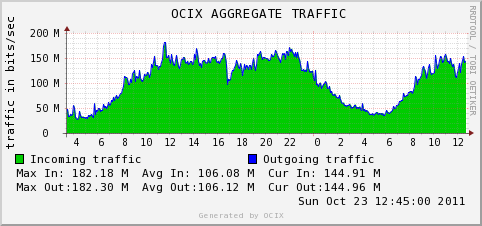 OCIX AGGREGATE TRAFFIC
RRDTOOL / TOBI OETIKER
traffic in bits/sec
200 M
150 M
100 M
50 M
0
4 6 8 10 12 14 16 18 20 22 0 2 4 6 8 10 12
Incoming traffic Outgoing traffic
Max In: 182.18 M Avg In: 106.08 M Cur In: 144.91 M
Max Out:182.30 M Avg Out:106.12 M Cur Out:144.96 M
Sun Oct 23 12:45:00 2011
Generated by OCIX